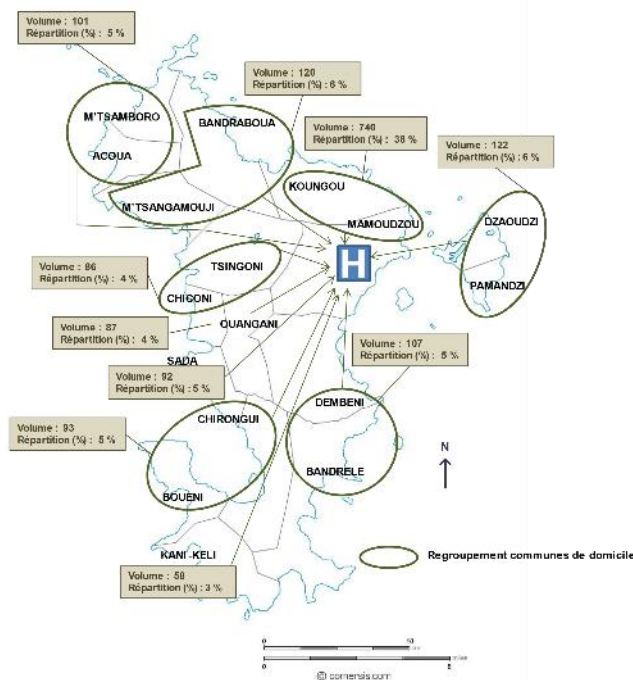 Volume : 101
Répartition (%) : 5 %
Volume : 120
Répartition (%) : 6 %
Volume : 740
Répartition (%) : 38 %
Volume : 122
Répartition (%) : 6 %
M'TSAMBORO
BANDRABOUA
ACOUA
KOUNGOU
M'TSANGAMOUJI
MAMOUDZOU
DZAOUDZI
H
PAMANDZI
Volume : 86
Répartition (%) : 4 %
TSINGONI
CHICONI
Volume : 87
Répartition (%) : 4 %
OUANGANI
SADA
Volume : 107
Répartition (%) : 5 %
Volume : 92
Répartition (%) : 5 %
DEMBENI
Volume : 93
Répartition (%) : 5 %
CHIRONGUI
BANDRELE
N
BOUENI
KANI-KELI
Regroupement communes de domicile
Volume : 58
Répartition (%) : 3 %
0
0
© comersis.com